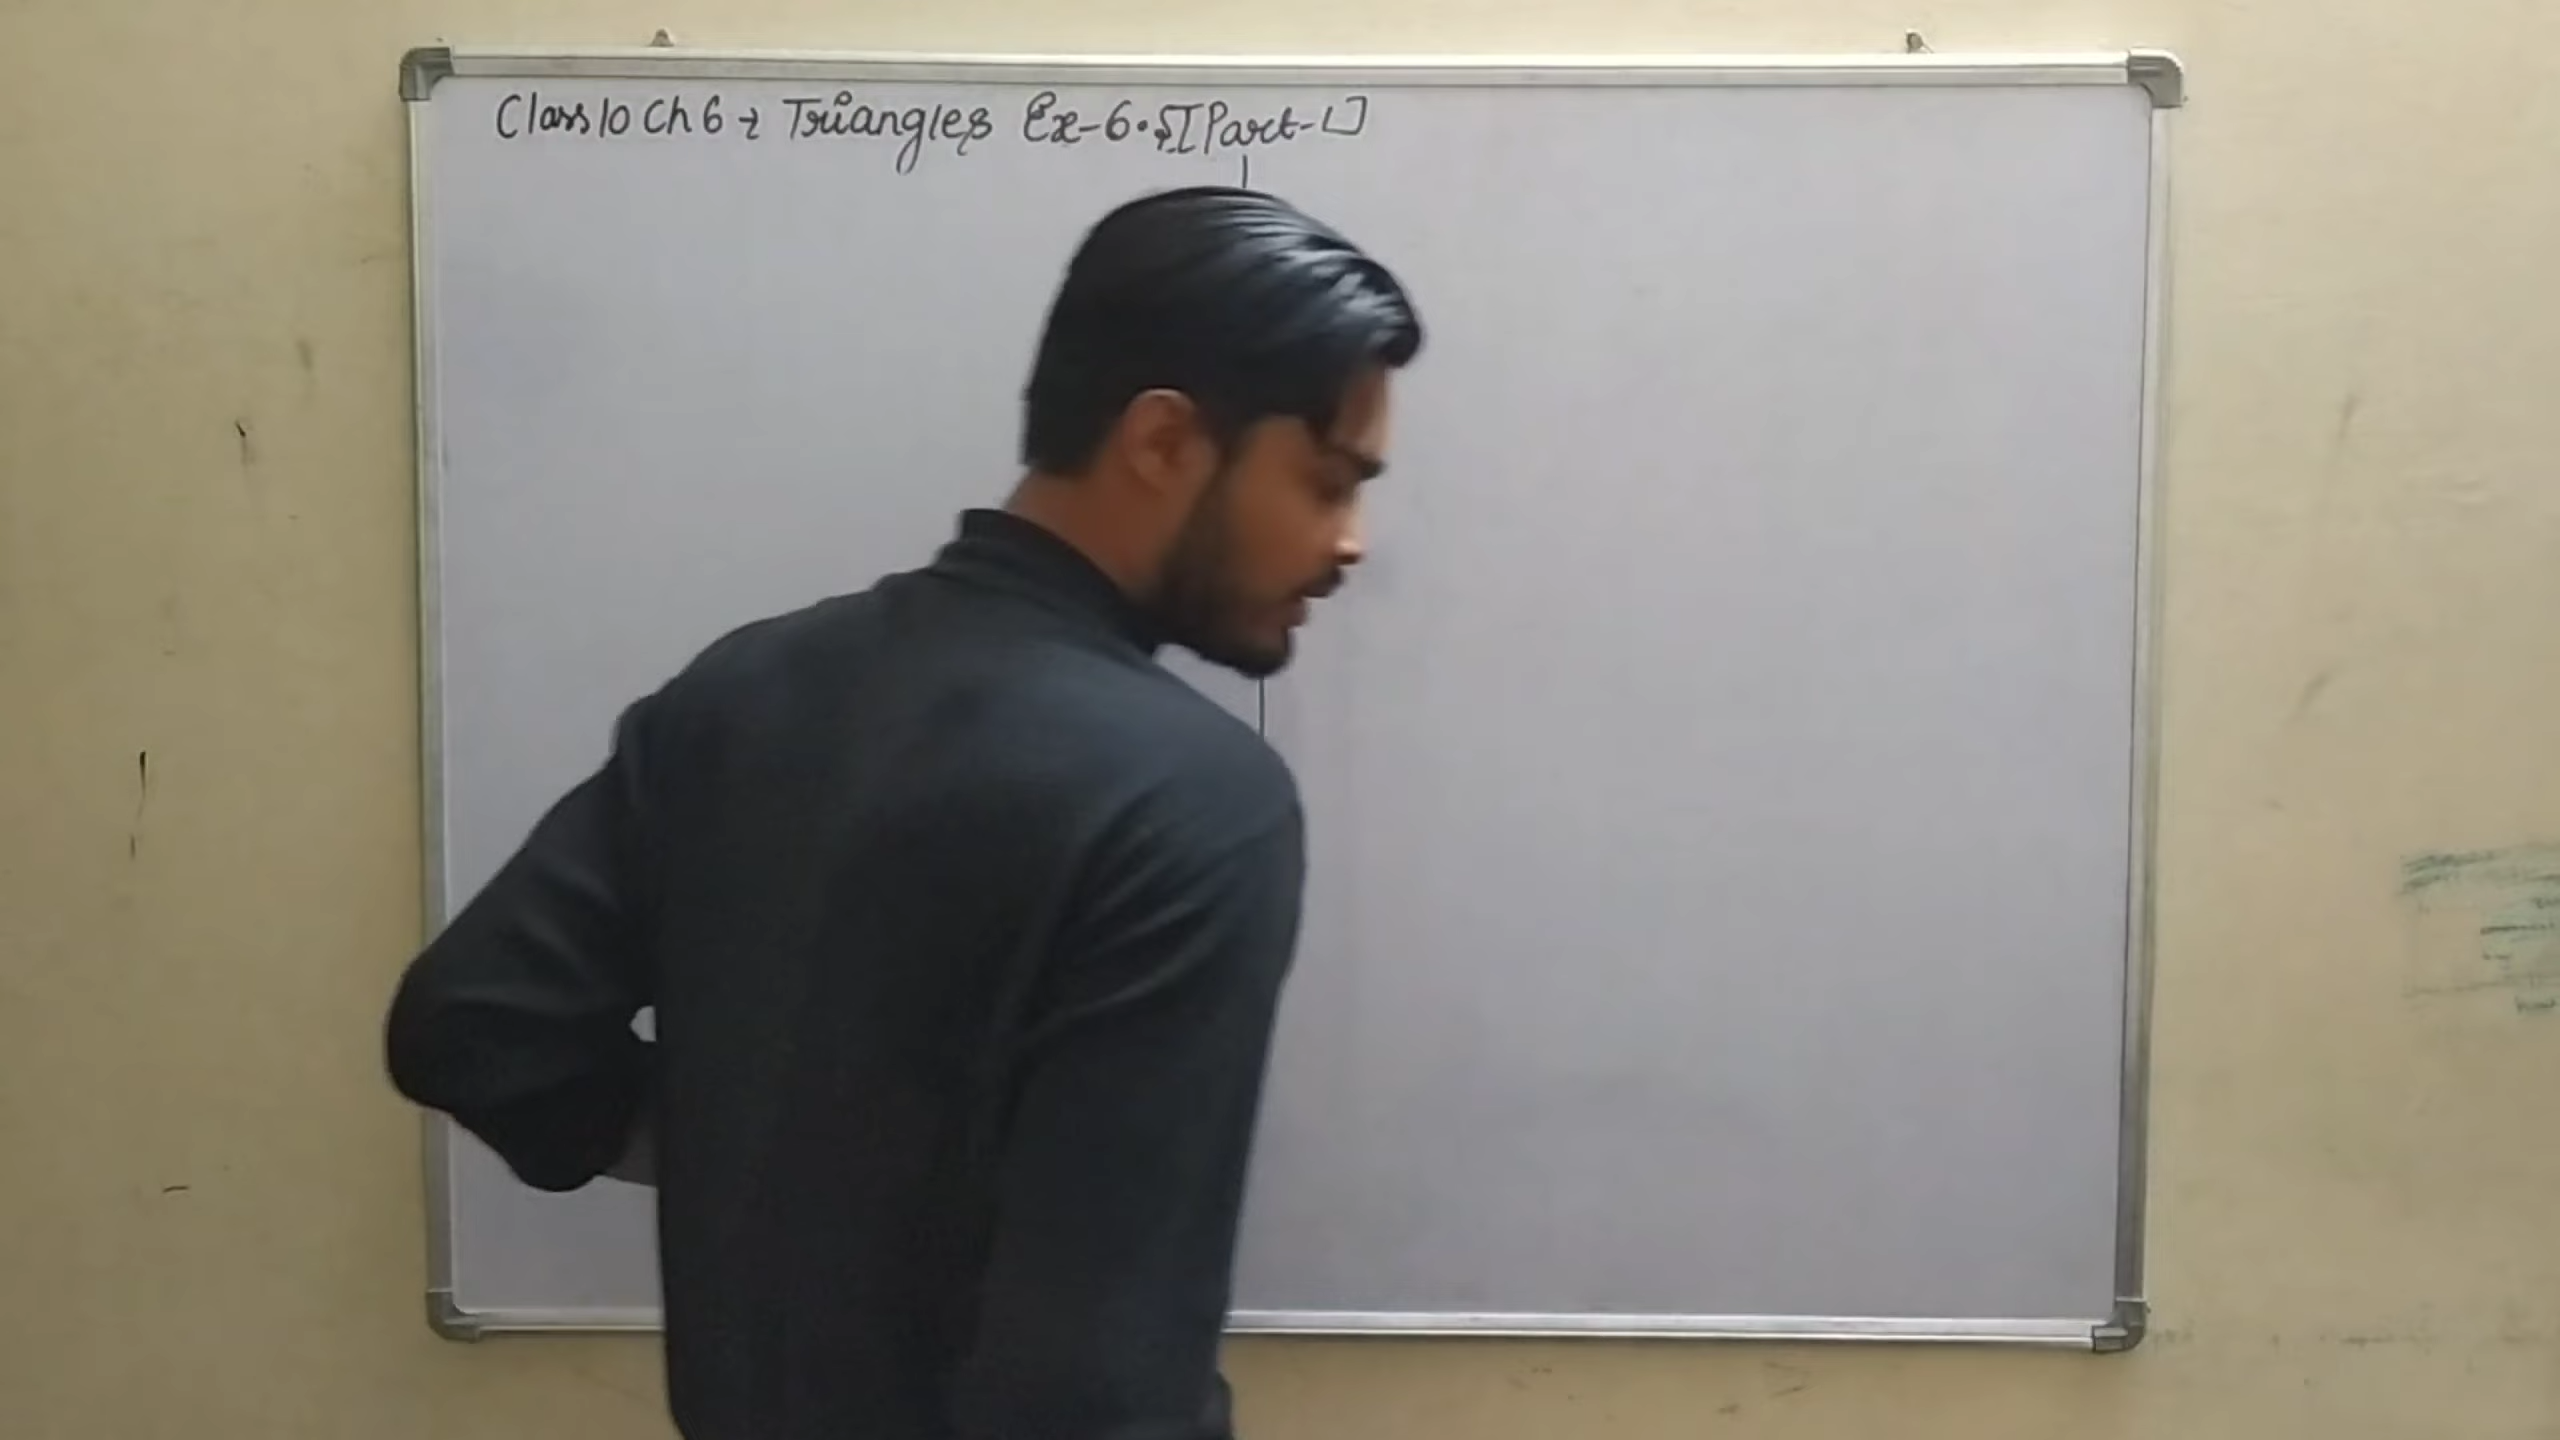 Class 10 Ch 6 → Triangles Ex-6.5 [Part-1]